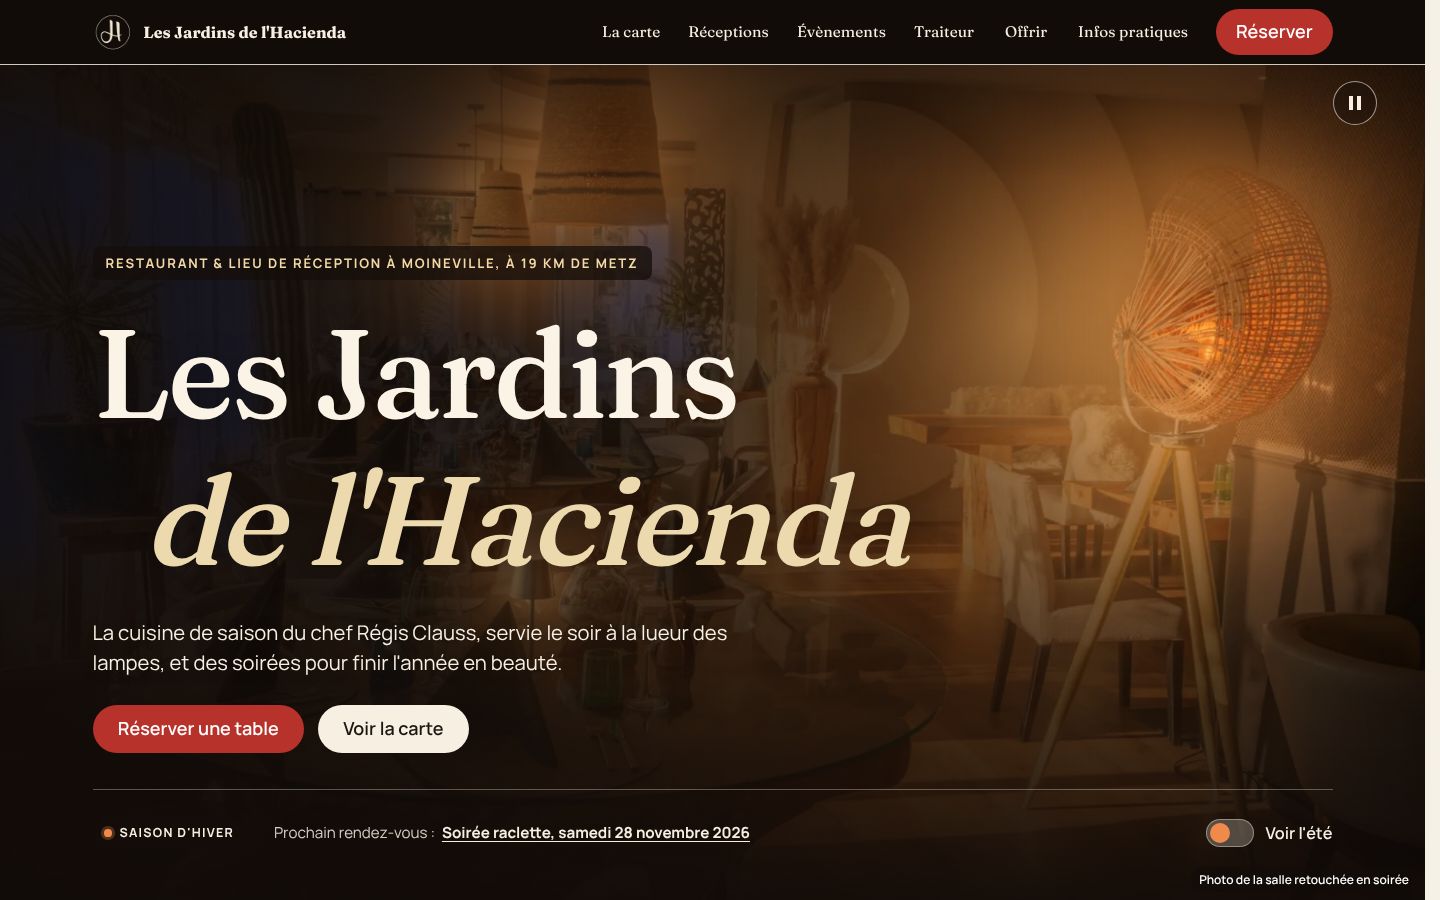 Les Jardins de l'Hacienda
La carte
Réceptions
Évènements
Traiteur
Offrir
Infos pratiques
Réserver
RESTAURANT & LIEU DE RÉCEPTION À MOINEVILLE, À 19 KM DE METZ
Les Jardins
de l'Hacienda
La cuisine de saison du chef Régis Clauss, servie le soir à la lueur des
lampes, et des soirées pour finir l'année en beauté.
Réserver une table
Voir la carte
SAISON D'HIVER
Prochain rendez-vous : Soirée raclette, samedi 28 novembre 2026
Voir l'été
Photo de la salle retouchée en soirée